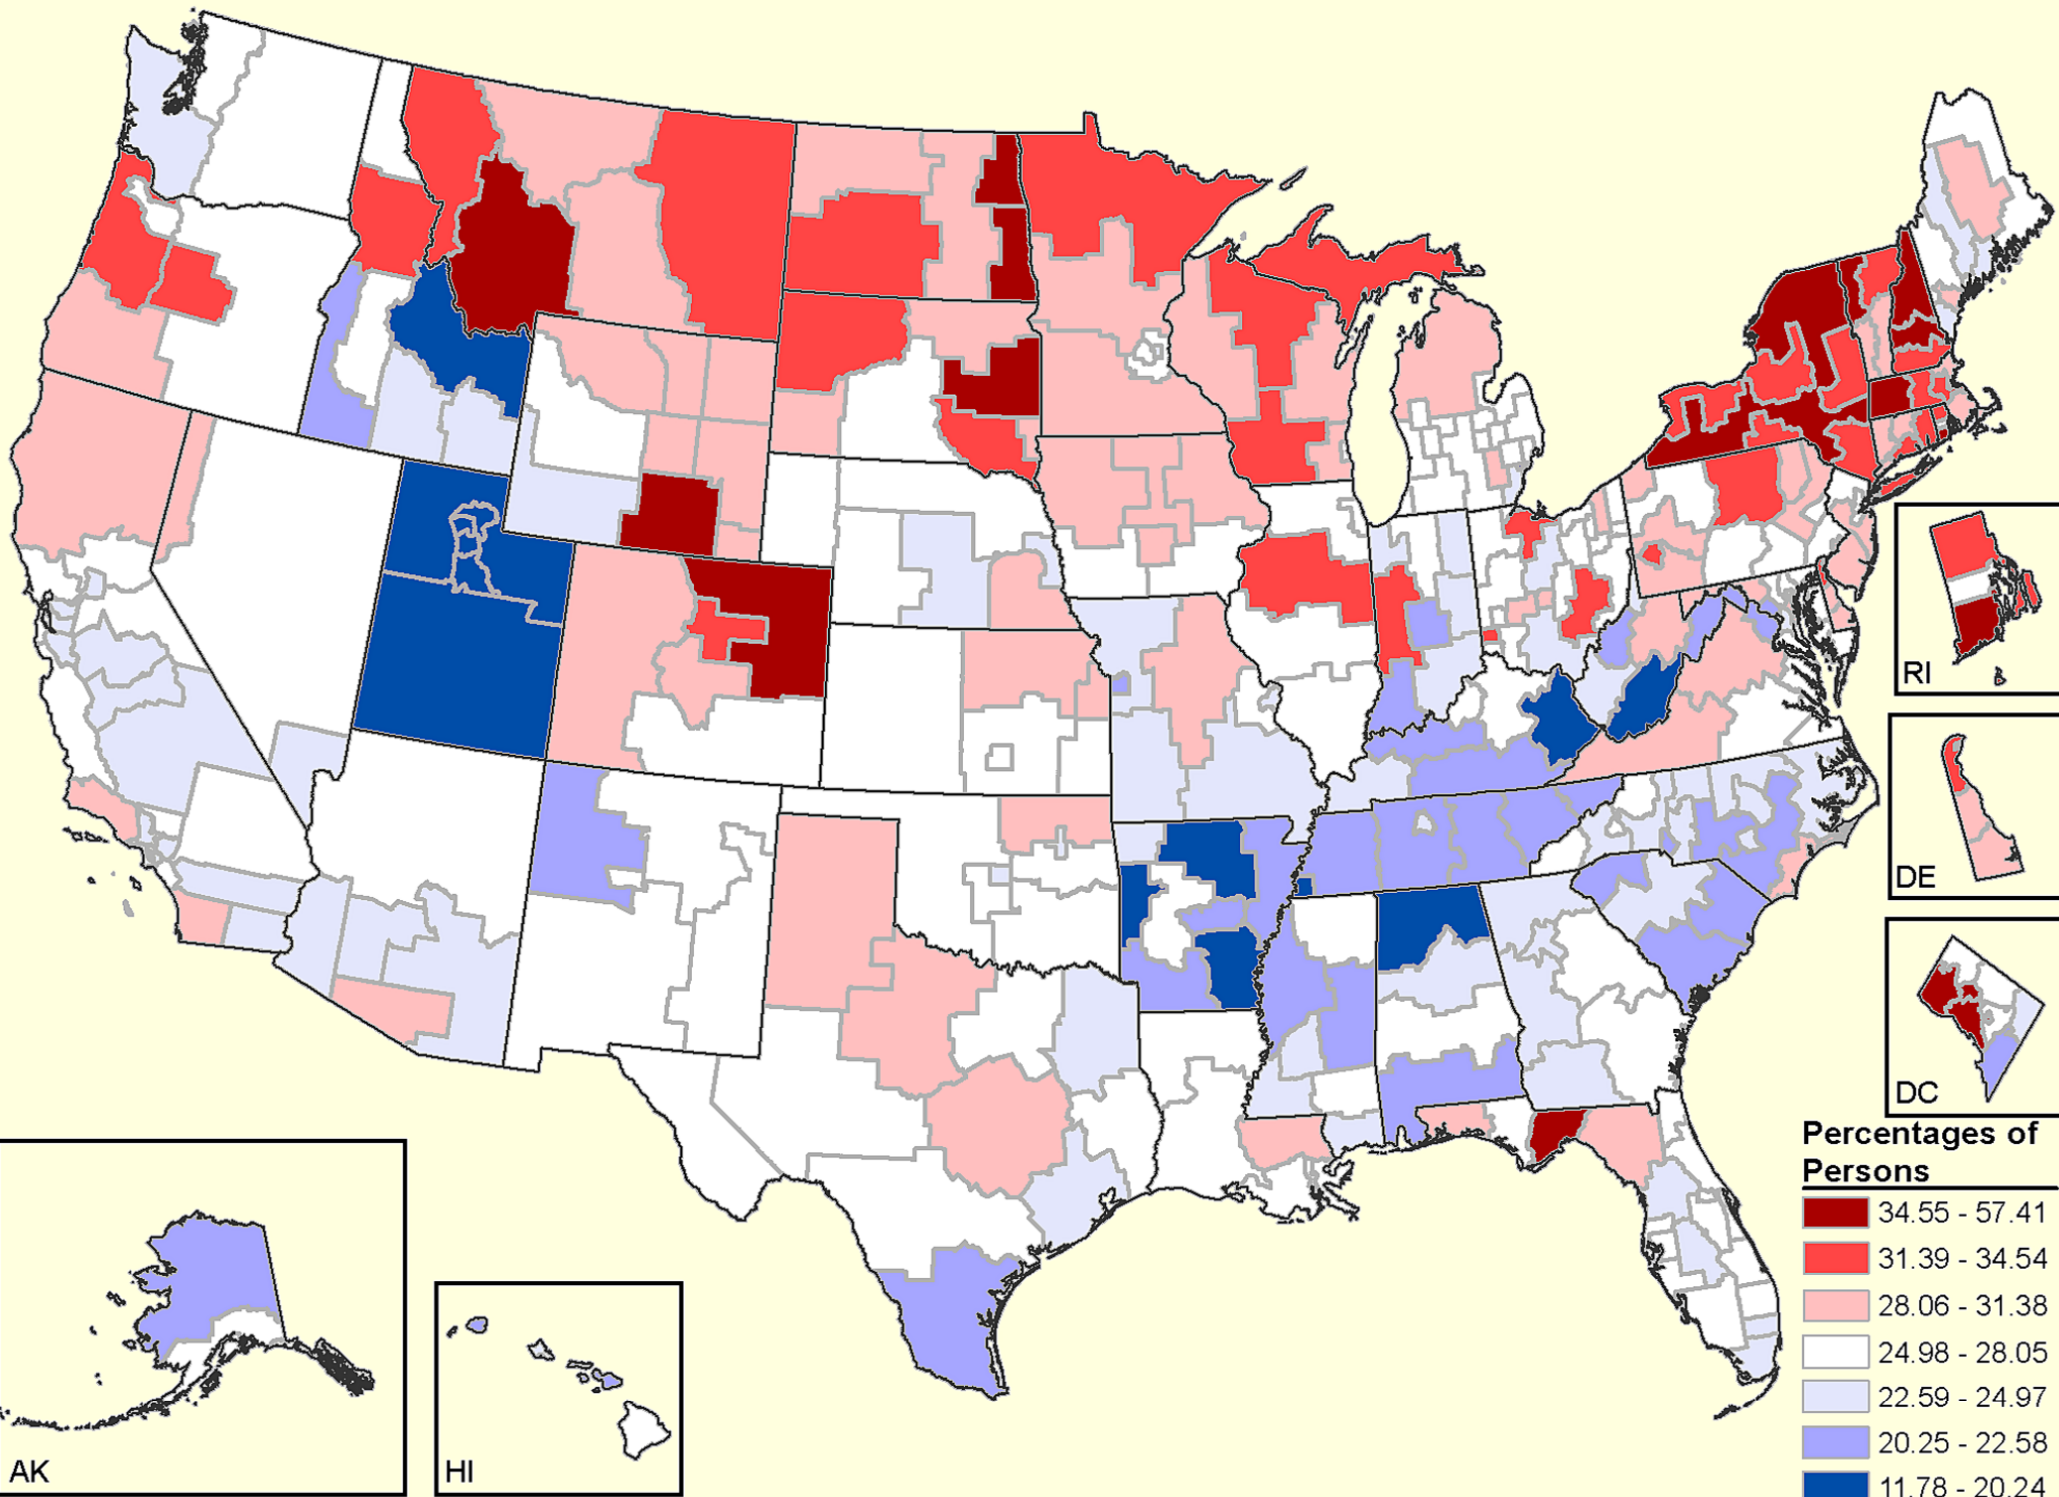 RI
DE
DC
AK
HI
Percentages of
Persons
34.55 - 57.41
31.39 - 34.54
28.06 - 31.38
24.98 - 28.05
22.59 - 24.97
20.25 - 22.58
11.78 - 20.24